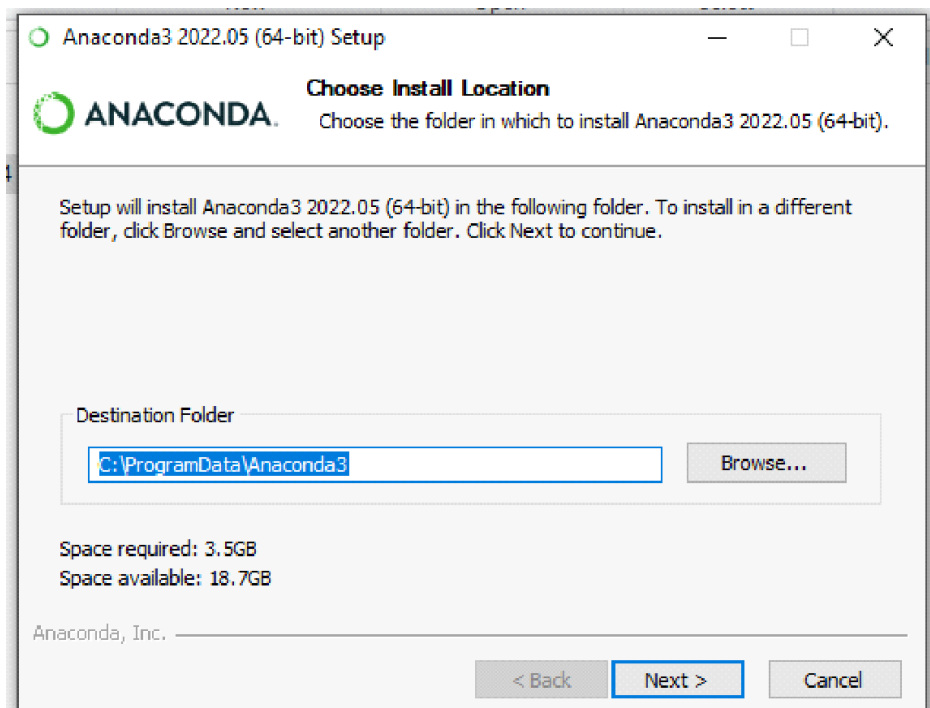 Anaconda3 2022.05 (64-bit) Setup
ANACONDA.
Choose Install Location
Choose the folder in which to install Anaconda3 2022.05 (64-bit).
Setup will install Anaconda3 2022.05 (64-bit) in the following folder. To install in a different
folder, click Browse and select another folder. Click Next to continue.
Destination Folder
C:\ProgramData\Anaconda3
Browse...
Space required: 3.5GB
Space available: 18.7GB
Anaconda, Inc.
< Back
Next >
Cancel